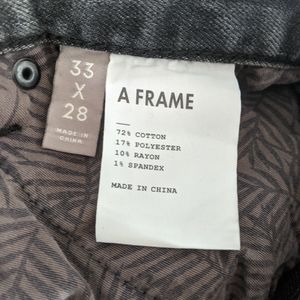 33
X
28
MADE IN
CHINA
A FRAME
72% COTTON
17% POLYESTER
10% RAYON
1% SPANDEX
MADE IN CHINA